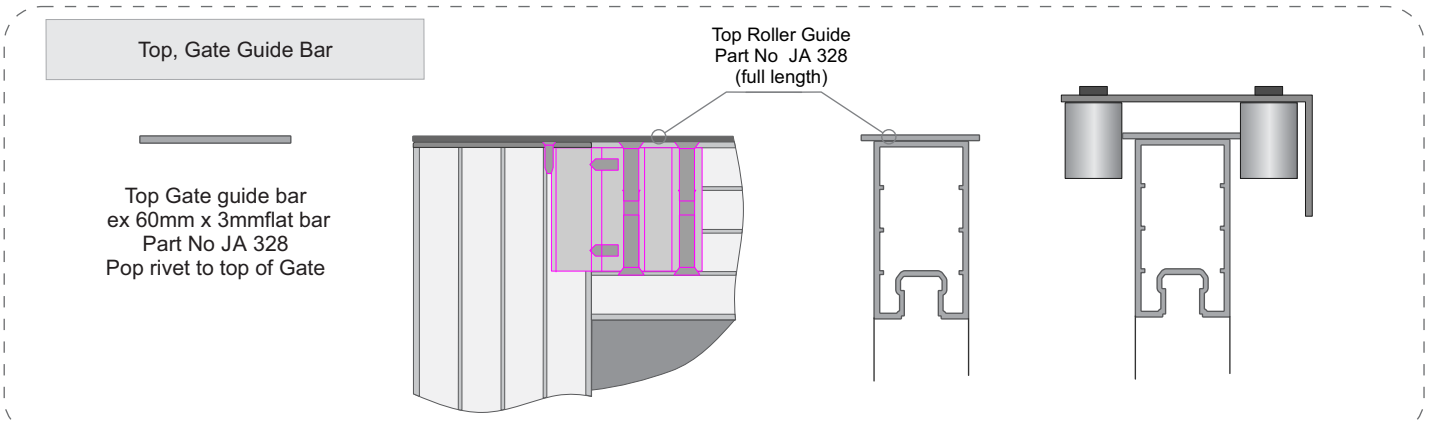 Top, Gate Guide Bar
Top Roller Guide
Part No  JA 328
(full length)
Top Gate guide bar
ex 60mm x 3mmflat bar
Part No JA 328
Pop rivet to top of Gate